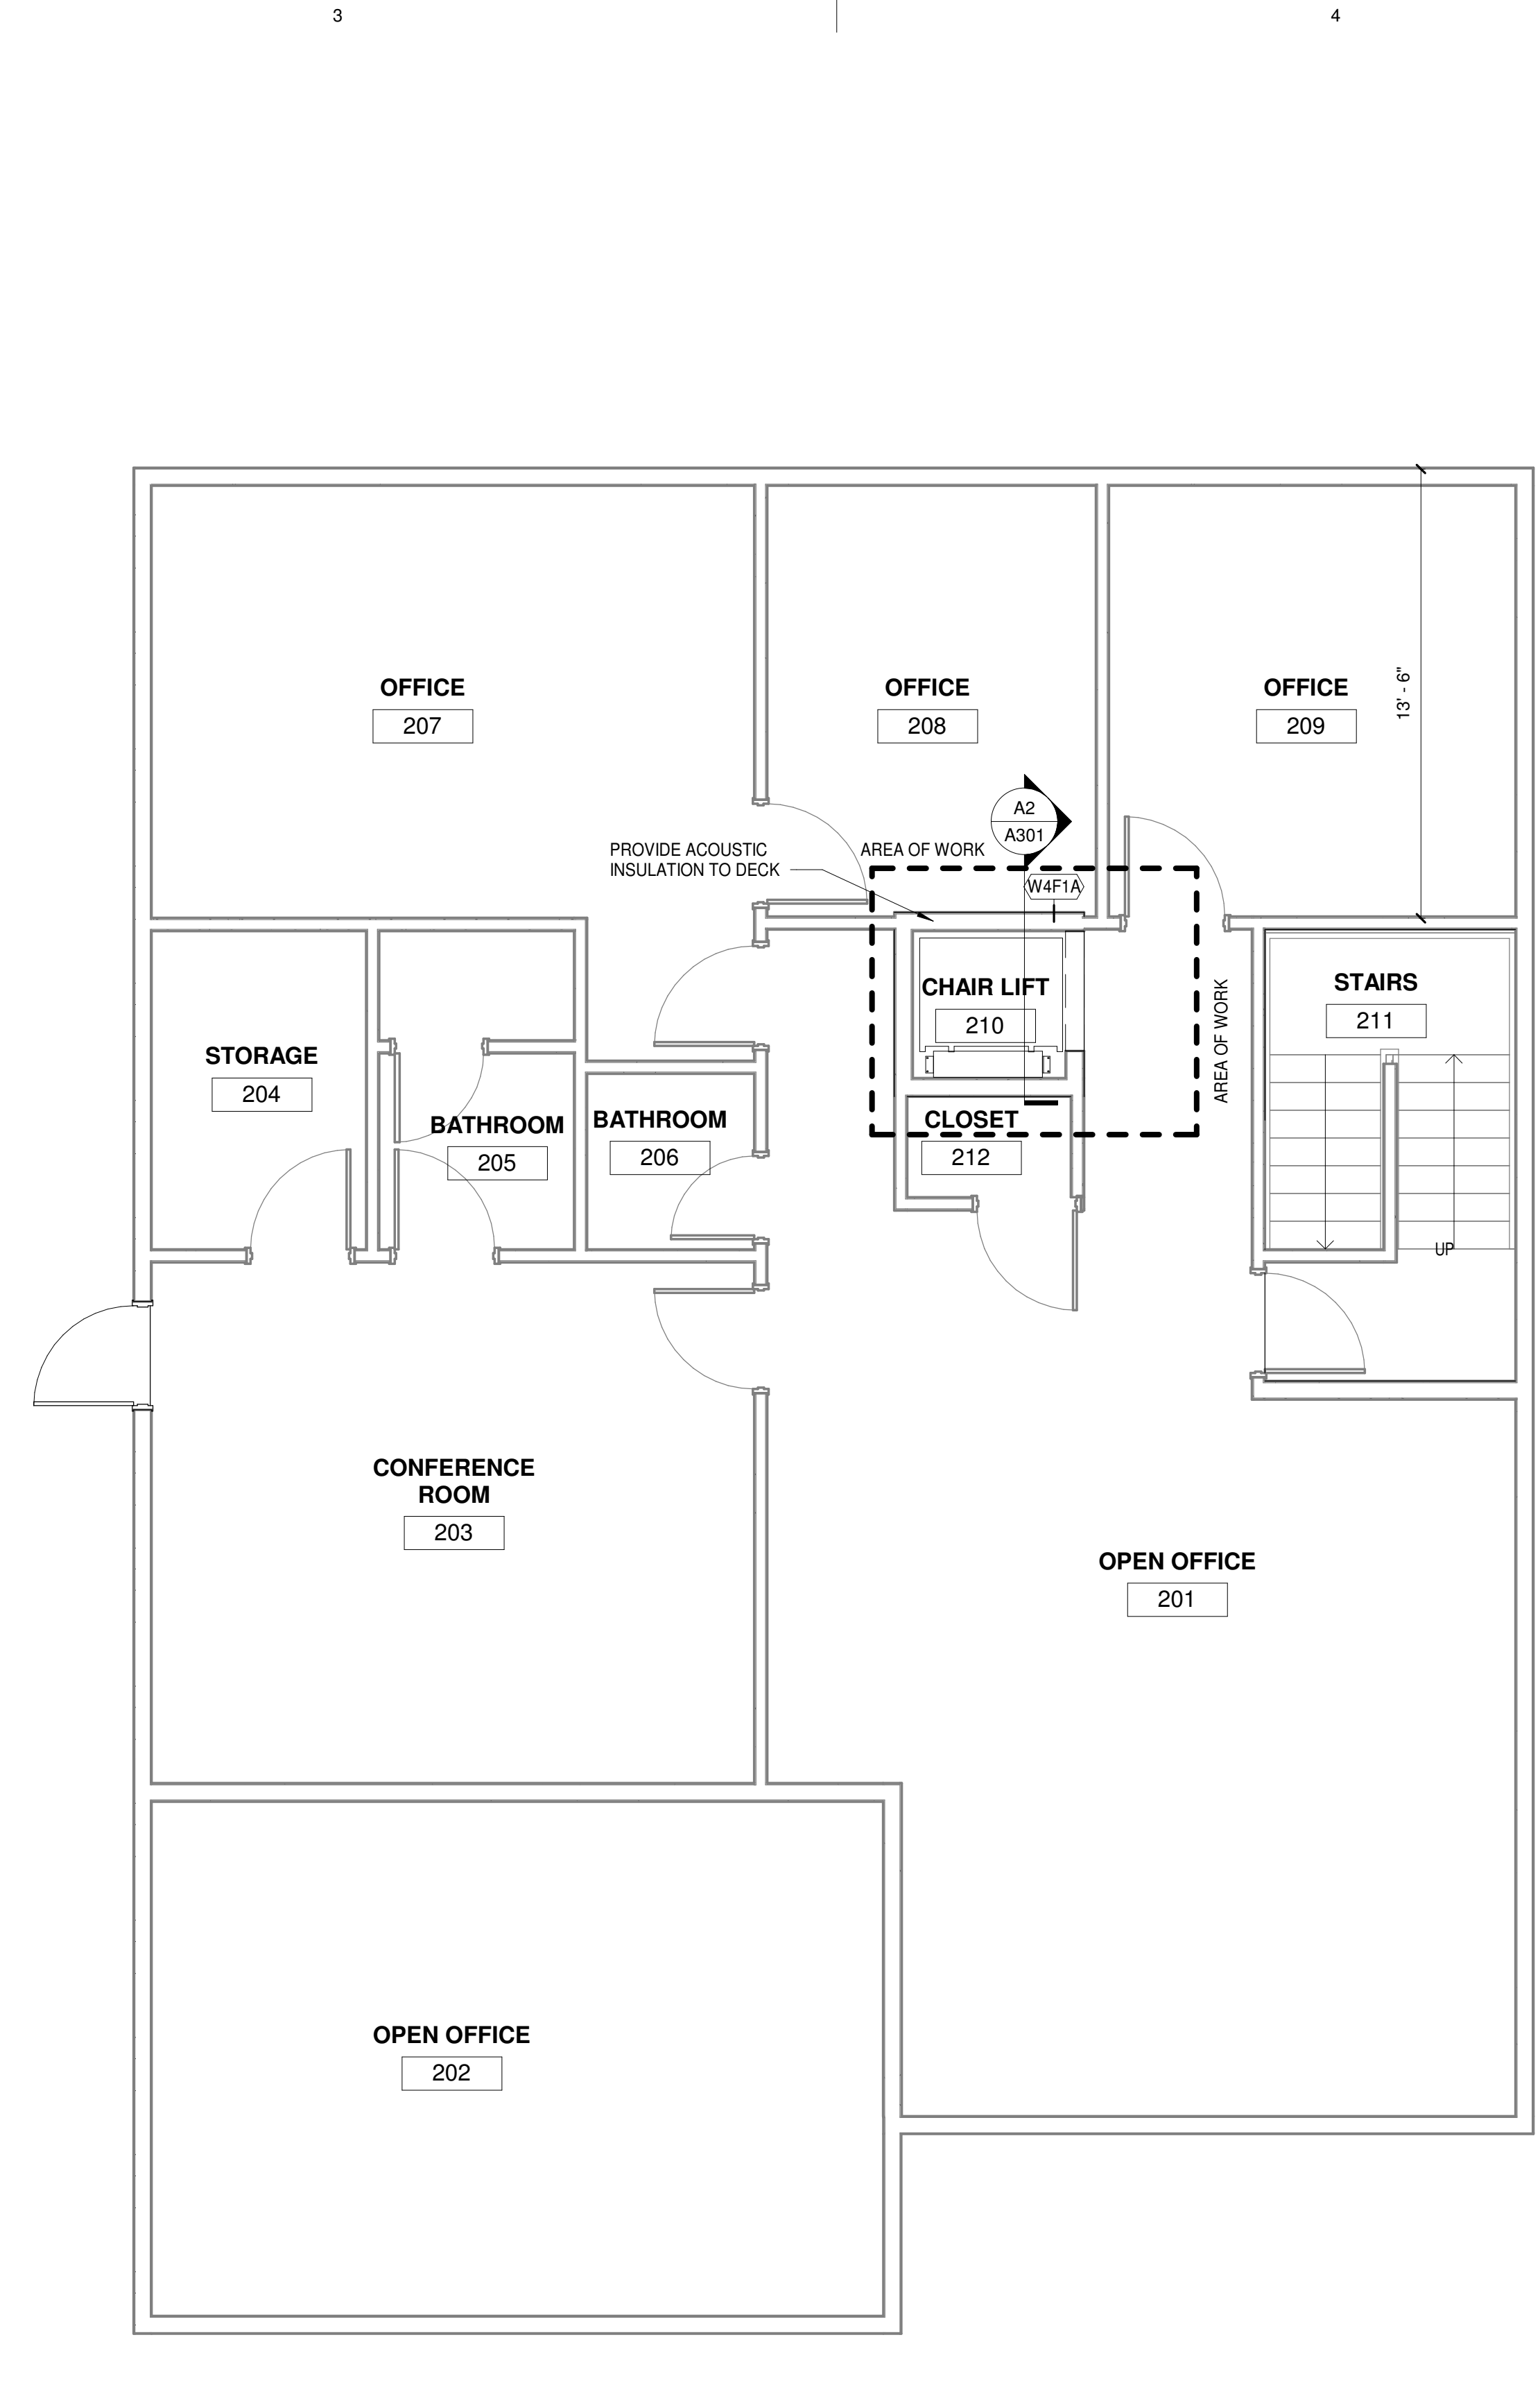 3
4
OFFICE
207
OFFICE
208
OFFICE
209
13' - 6"
A2
A301
PROVIDE ACOUSTIC
INSULATION TO DECK
AREA OF WORK
W4F1A
CHAIR LIFT
210
AREA OF WORK
STAIRS
211
STORAGE
204
BATHROOM
205
BATHROOM
206
CLOSET
212
UP
CONFERENCE
ROOM
203
OPEN OFFICE
201
OPEN OFFICE
202